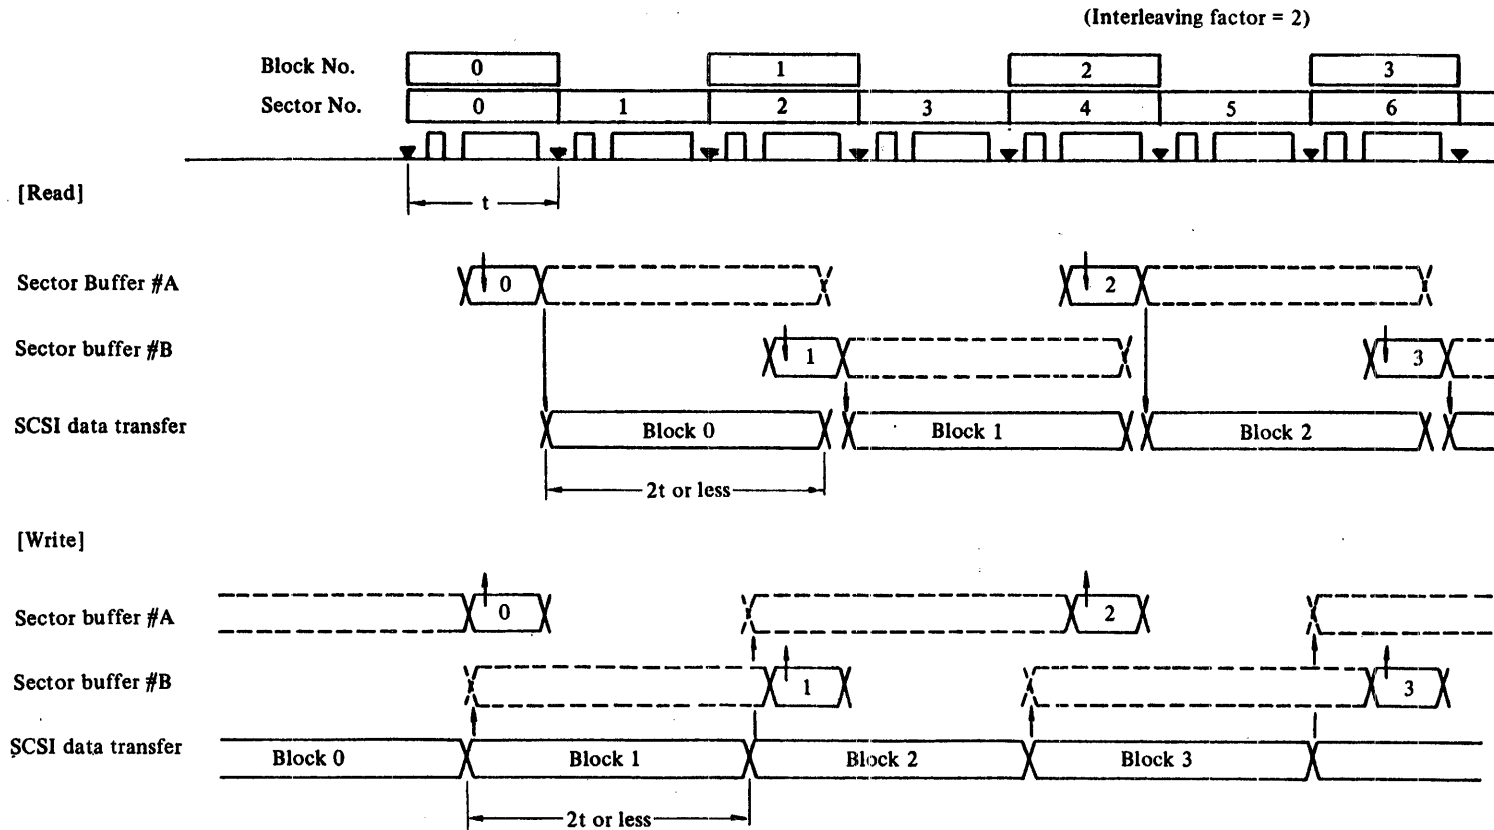 (Interleaving factor = 2)
Block No. 0 1 2 3
Sector No. 0 1 2 3 4 5 6
[Read]
t
Sector Buffer #A 0 2
Sector buffer #B 1 3
SCSI data transfer Block 0 Block 1 Block 2
2t or less
[Write]
Sector buffer #A 0 2
Sector buffer #B 1 3
SCSI data transfer Block 0 Block 1 Block 2 Block 3
2t or less